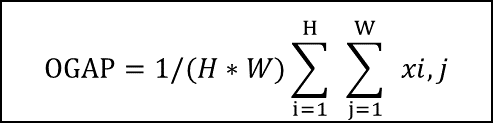 OGAP = 1/(H * W) ∑_{i=1}^{H} ∑_{j=1}^{W} xi, j